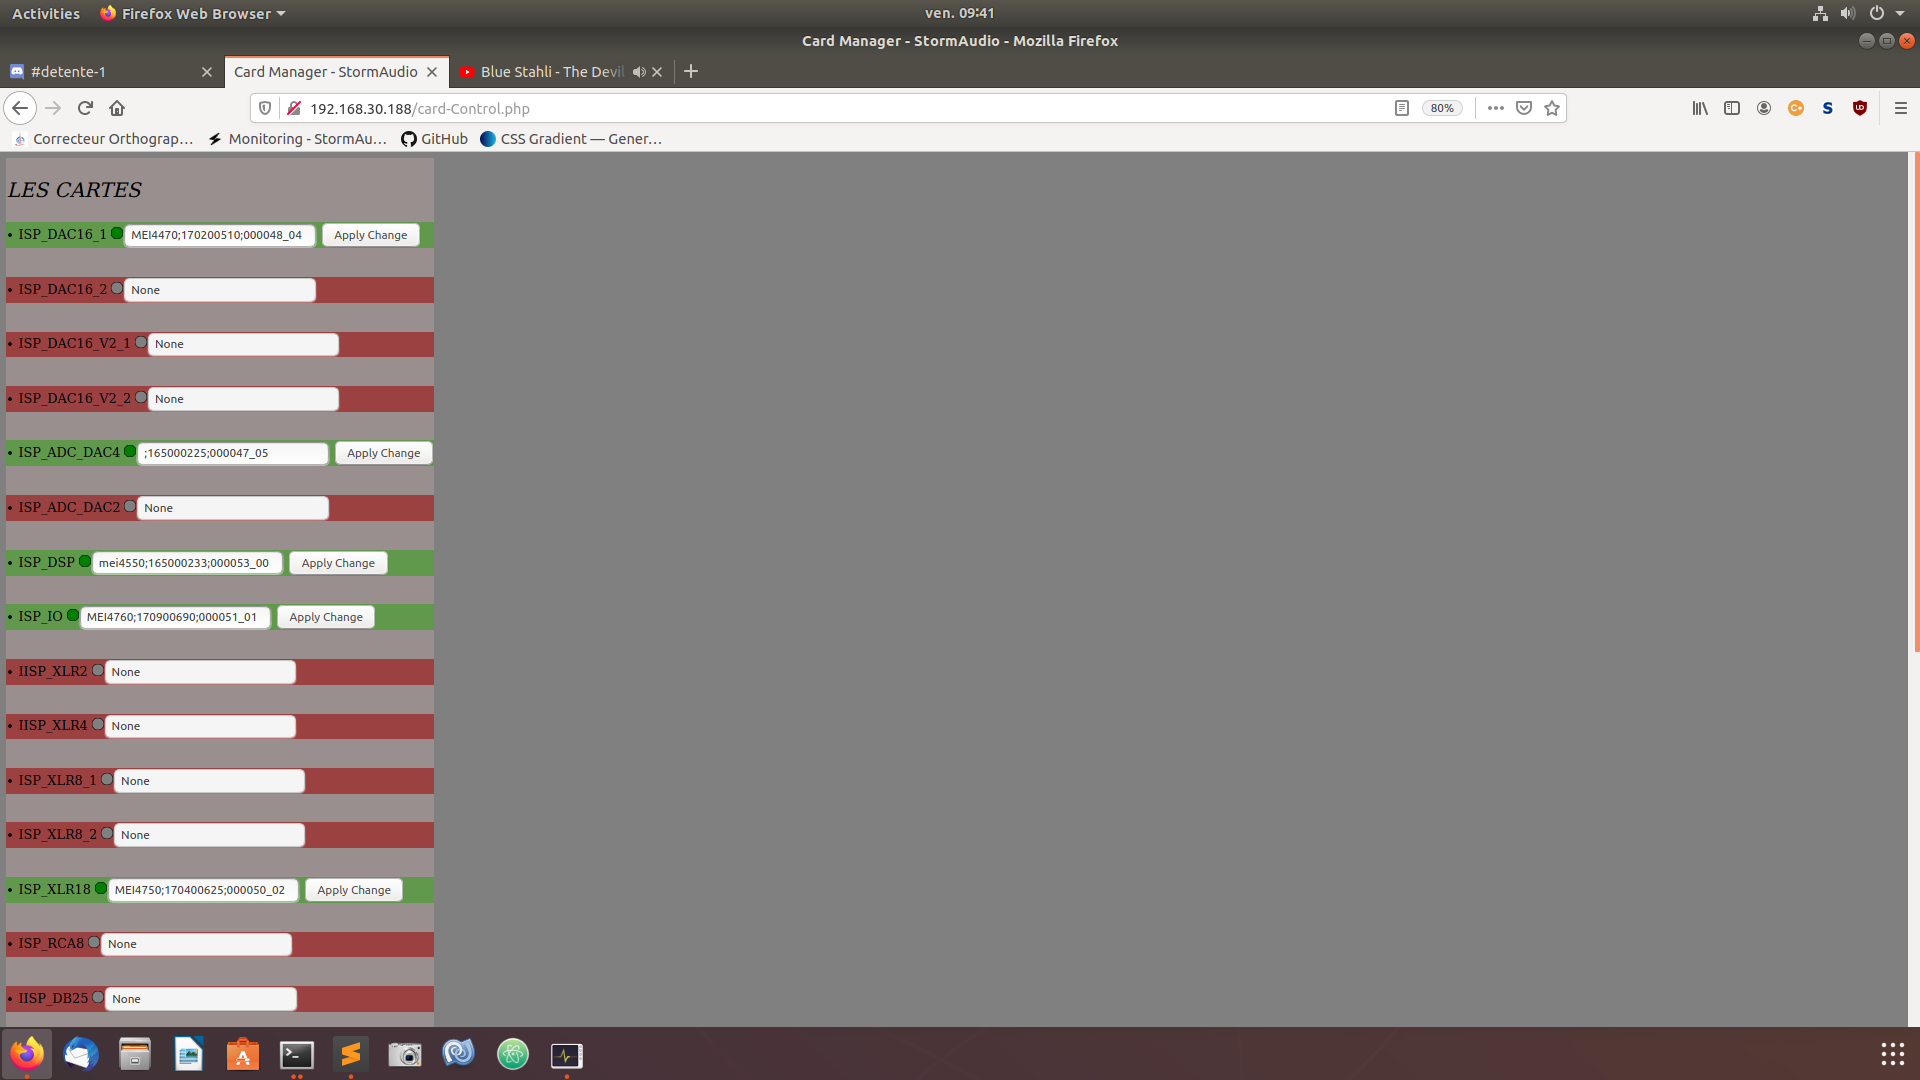 Activities Firefox Web Browser ven. 09:41
Card Manager - StormAudio - Mozilla Firefox
#detente-1 Card Manager - StormAudio Blue Stahli - The Devil
192.168.30.188/card-Control.php 80%
Correcteur Orthograp… Monitoring - StormAu… GitHub CSS Gradient — Gener…
LES CARTES
• ISP_DAC16_1 MEI4470;170200510;000048_04 Apply Change
• ISP_DAC16_2 None
• ISP_DAC16_V2_1 None
• ISP_DAC16_V2_2 None
• ISP_ADC_DAC4 ;165000225;000047_05 Apply Change
• ISP_ADC_DAC2 None
• ISP_DSP mei4550;165000233;000053_00 Apply Change
• ISP_IO MEI4760;170900690;000051_01 Apply Change
• IISP_XLR2 None
• IISP_XLR4 None
• ISP_XLR8_1 None
• ISP_XLR8_2 None
• ISP_XLR18 MEI4750;170400625;000050_02 Apply Change
• ISP_RCA8 None
• IISP_DB25 None